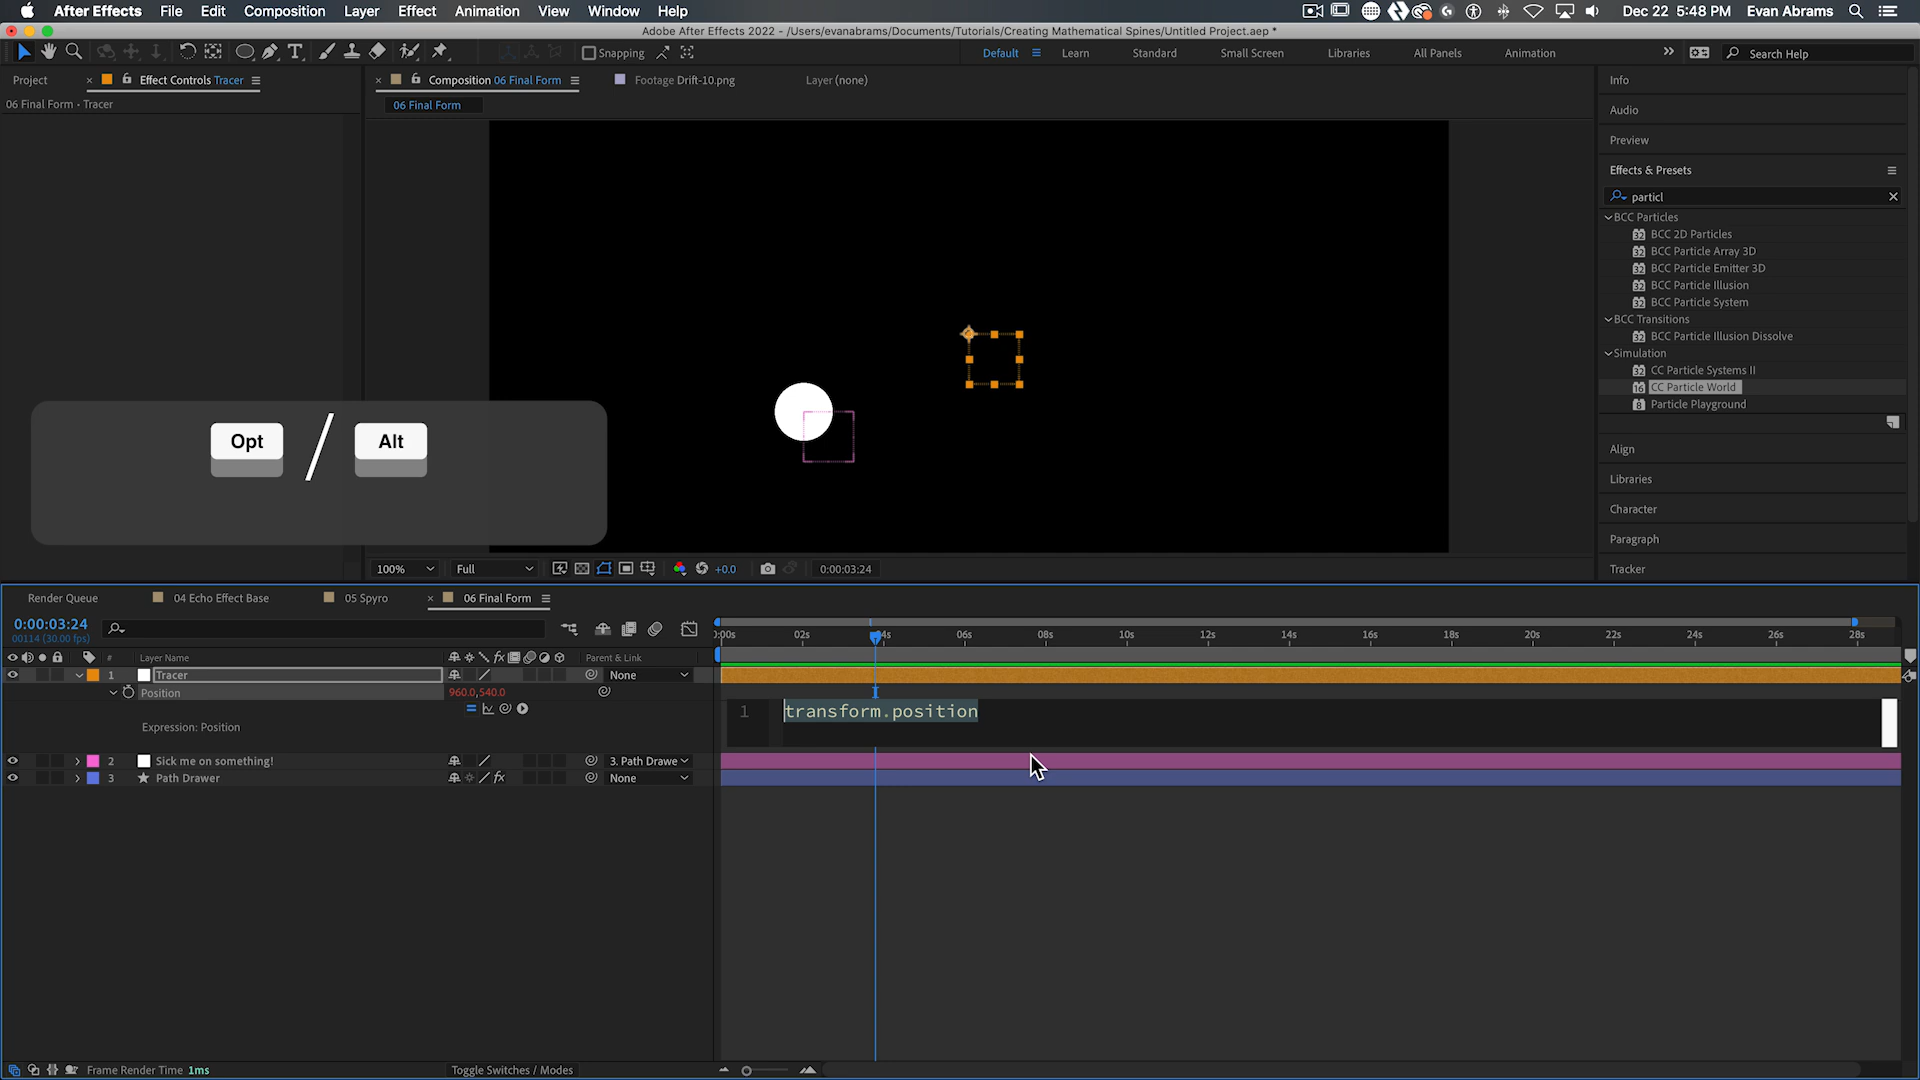 After Effects File Edit Composition Layer Effect Animation View Window Help Dec 22 5:48 PM Evan Abrams
Adobe After Effects 2022 - /Users/evanabrams/Documents/Tutorials/Creating Mathematical Spines/Untitled Project.aep *
Snapping Default Learn Standard Small Screen Libraries All Panels Animation Search Help
Project Effect Controls Tracer Composition 06 Final Form Footage Drift-10.png Layer (none) Info
06 Final Form • Tracer 06 Final Form
Audio
Preview
Effects & Presets
particl
BCC Particles
BCC 2D Particles
BCC Particle Array 3D
BCC Particle Emitter 3D
BCC Particle Illusion
BCC Particle System
BCC Transitions
BCC Particle Illusion Dissolve
Simulation
CC Particle Systems II
CC Particle World
Particle Playground
Opt / Alt
Align
Libraries
Character
Paragraph
Tracker
100% Full +0.0 0:00:03:24
Render Queue 04 Echo Effect Base 05 Spyro 06 Final Form
0:00:03:24
00114 (30.00 fps)
02s 06s 08s 10s 12s 14s 16s 18s 20s 22s 24s 26s 28s
# Layer Name Parent & Link
1 Tracer None
Position 960.0,540.0
1 transform.position
Expression: Position
2 Sick me on something! 3. Path Drawe
3 Path Drawer fx None
Frame Render Time 1ms Toggle Switches / Modes